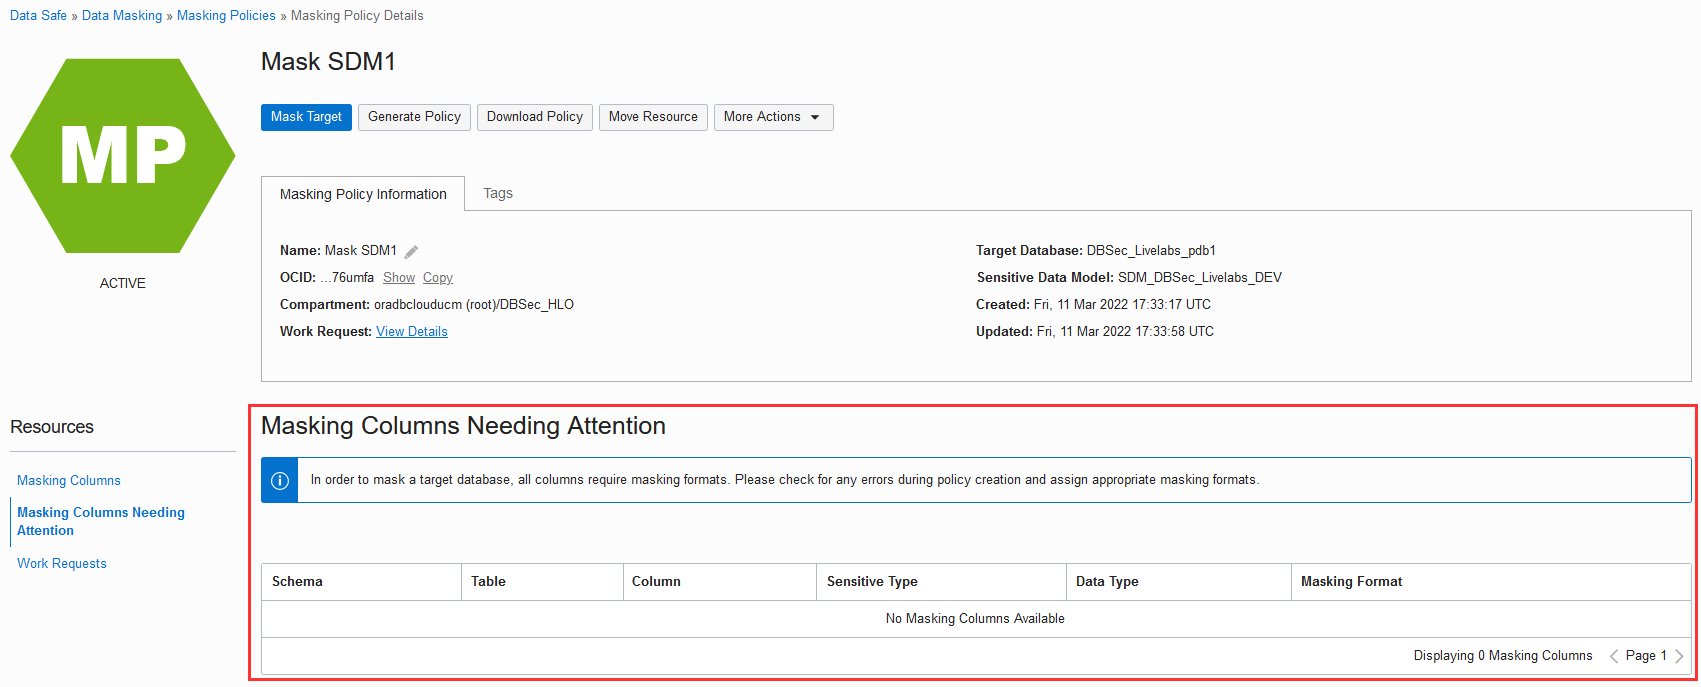 Data Safe » Data Masking » Masking Policies » Masking Policy Details
MP
ACTIVE
Mask SDM1
Mask Target Generate Policy Download Policy Move Resource More Actions
Masking Policy Information Tags
Name: Mask SDM1
OCID: ...76umfa Show Copy
Compartment: oradbclouducm (root)/DBSec_HLO
Work Request: View Details
Target Database: DBSec_Livelabs_pdb1
Sensitive Data Model: SDM_DBSec_Livelabs_DEV
Created: Fri, 11 Mar 2022 17:33:17 UTC
Updated: Fri, 11 Mar 2022 17:33:58 UTC
Resources
Masking Columns
Masking Columns Needing
Attention
Work Requests
Masking Columns Needing Attention
In order to mask a target database, all columns require masking formats. Please check for any errors during policy creation and assign appropriate masking formats.
Schema Table Column Sensitive Type Data Type Masking Format
No Masking Columns Available
Displaying 0 Masking Columns Page 1